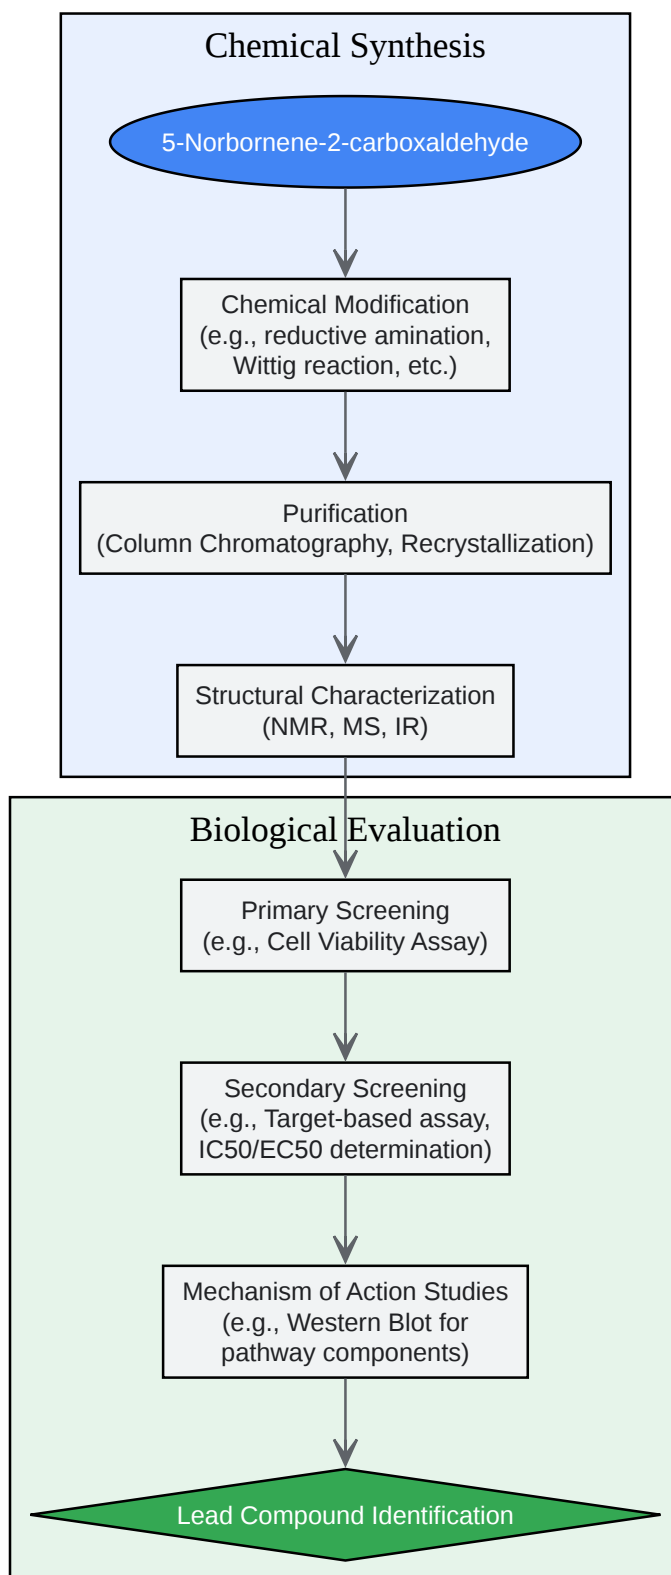 Chemical Synthesis
5-Norbornene-2-carboxaldehyde
Chemical Modification
(e.g., reductive amination,
Wittig reaction, etc.)
Purification
(Column Chromatography, Recrystallization)
Structural Characterization
(NMR, MS, IR)
Biological Evaluation
Primary Screening
(e.g., Cell Viability Assay)
Secondary Screening
(e.g., Target-based assay,
IC50/EC50 determination)
Mechanism of Action Studies
(e.g., Western Blot for
pathway components)
Lead Compound Identification